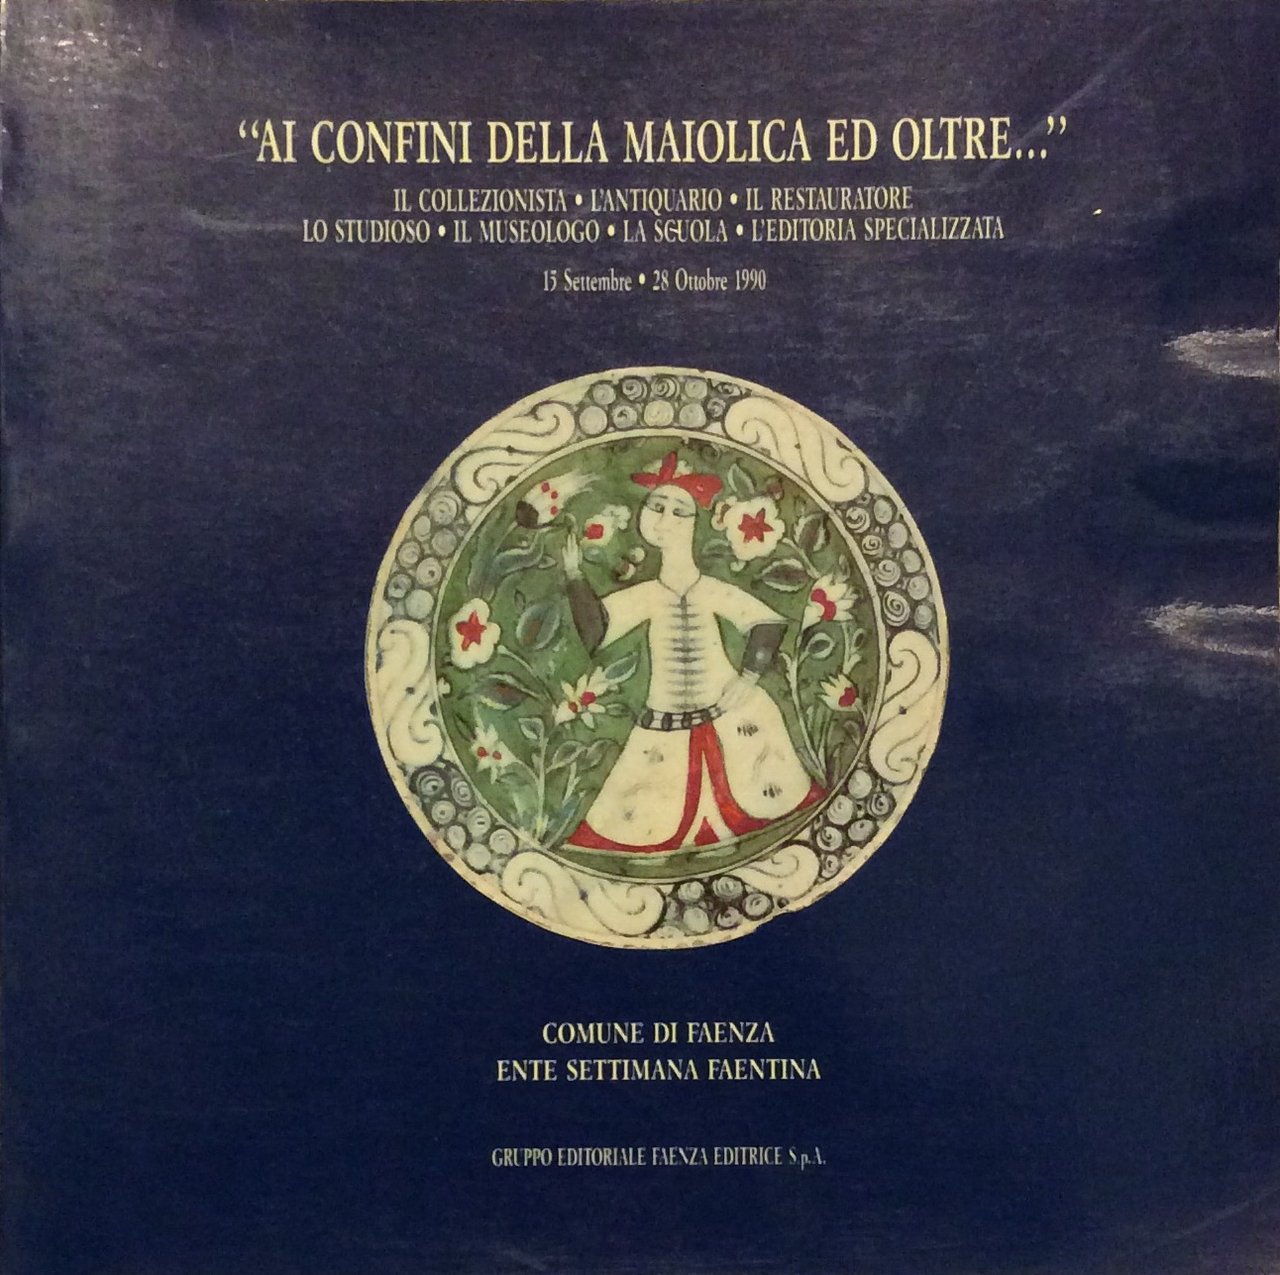 “AI CONFINI DELLA MAIOLICA ED OLTRE...”
IL COLLEZIONISTA • L'ANTIQUARIO • IL RESTAURATORE
LO STUDIOSO • IL MUSEOLOGO • LA SCUOLA • L'EDITORIA SPECIALIZZATA
15 Settembre • 28 Ottobre 1990
COMUNE DI FAENZA
ENTE SETTIMANA FAENTINA
GRUPPO EDITORIALE FAENZA EDITRICE S.p.A.